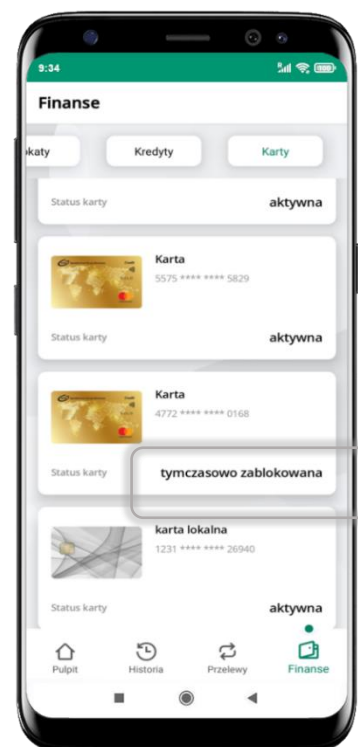 9:34
Finanse
okaty
Kredyty
Karty
Status karty
aktywna
Karta
5575 **** **** 5829
Status karty
aktywna
Karta
4772 **** **** 0168
Status karty
tymczasowo zablokowana
karta lokalna
1231 **** **** 26940
Status karty
aktywna
Pulpit
Historia
Przelewy
Finanse